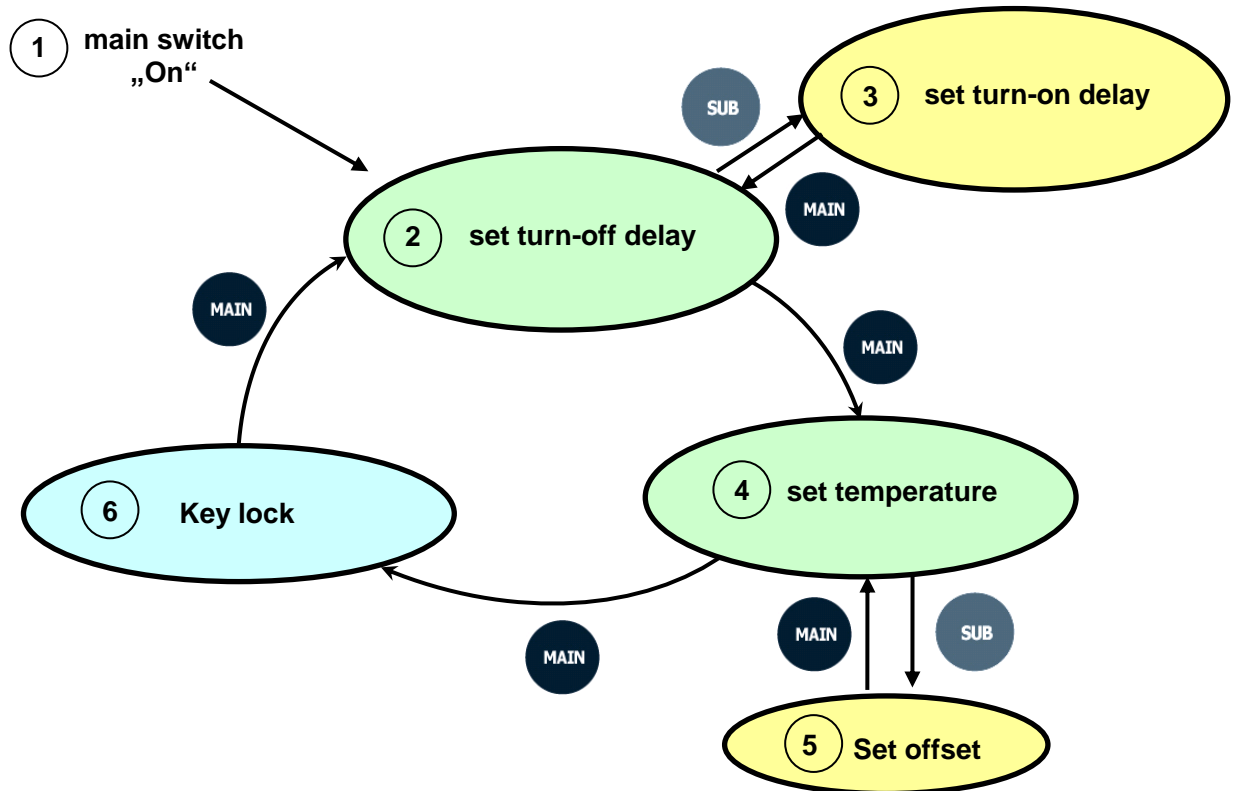 1 main switch
„On“
SUB
3 set turn-on delay
MAIN
2 set turn-off delay
MAIN
MAIN
4 set temperature
6 Key lock
MAIN
MAIN
SUB
5 Set offset